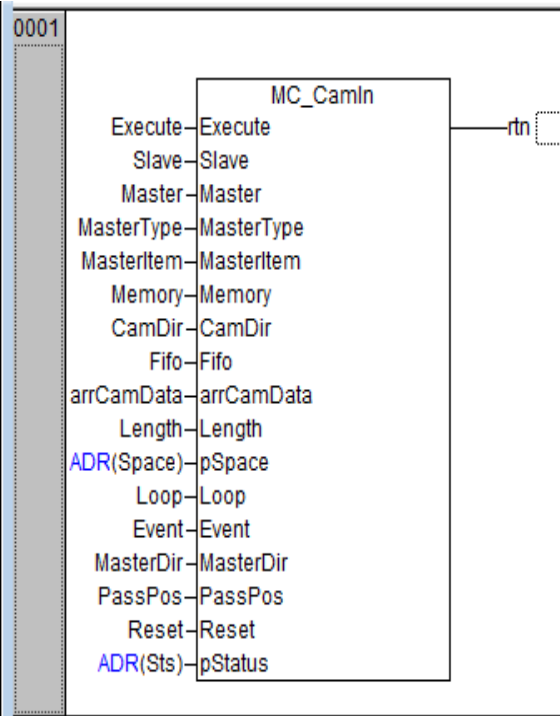 0001
MC_CamIn
Execute Execute rtn
Slave Slave
Master Master
MasterType MasterType
MasterItem MasterItem
Memory Memory
CamDir CamDir
Fifo Fifo
arrCamData arrCamData
Length Length
ADR(Space) pSpace
Loop Loop
Event Event
MasterDir MasterDir
PassPos PassPos
Reset Reset
ADR(Sts) pStatus